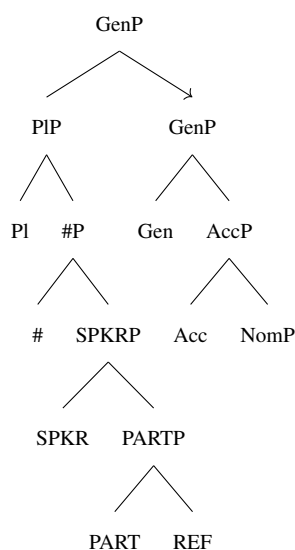 GenP
PlP GenP
Pl #P Gen AccP
# SPKRP Acc NomP
SPKR PARTP
PART REF